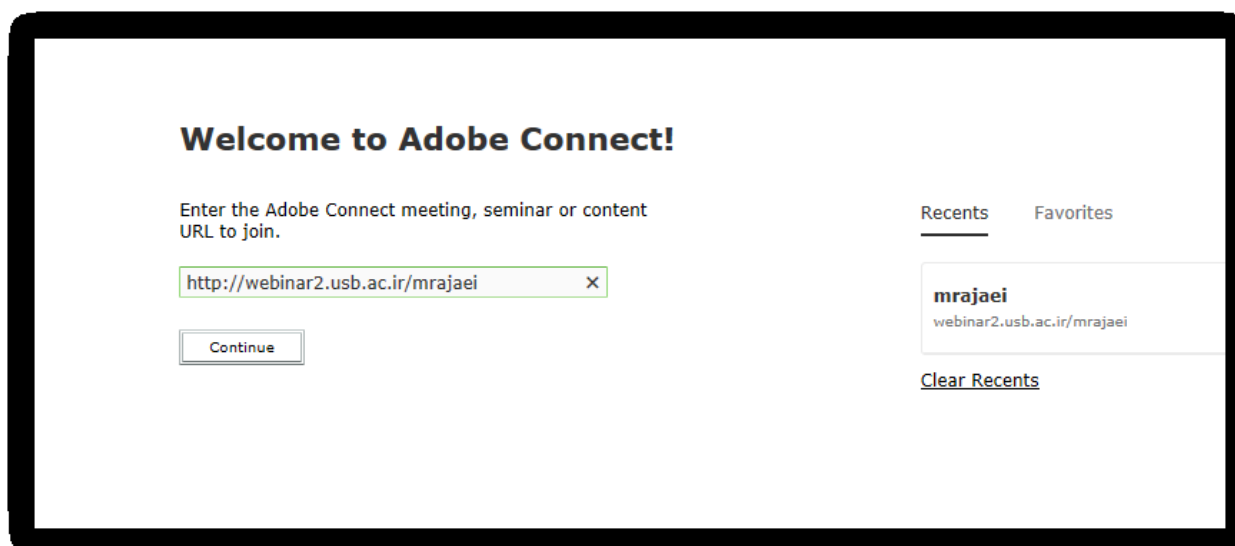 Welcome to Adobe Connect!
Enter the Adobe Connect meeting, seminar or content
URL to join.
http://webinar2.usb.ac.ir/mrajaei
Continue
Recents Favorites
mrajaei
webinar2.usb.ac.ir/mrajaei
Clear Recents